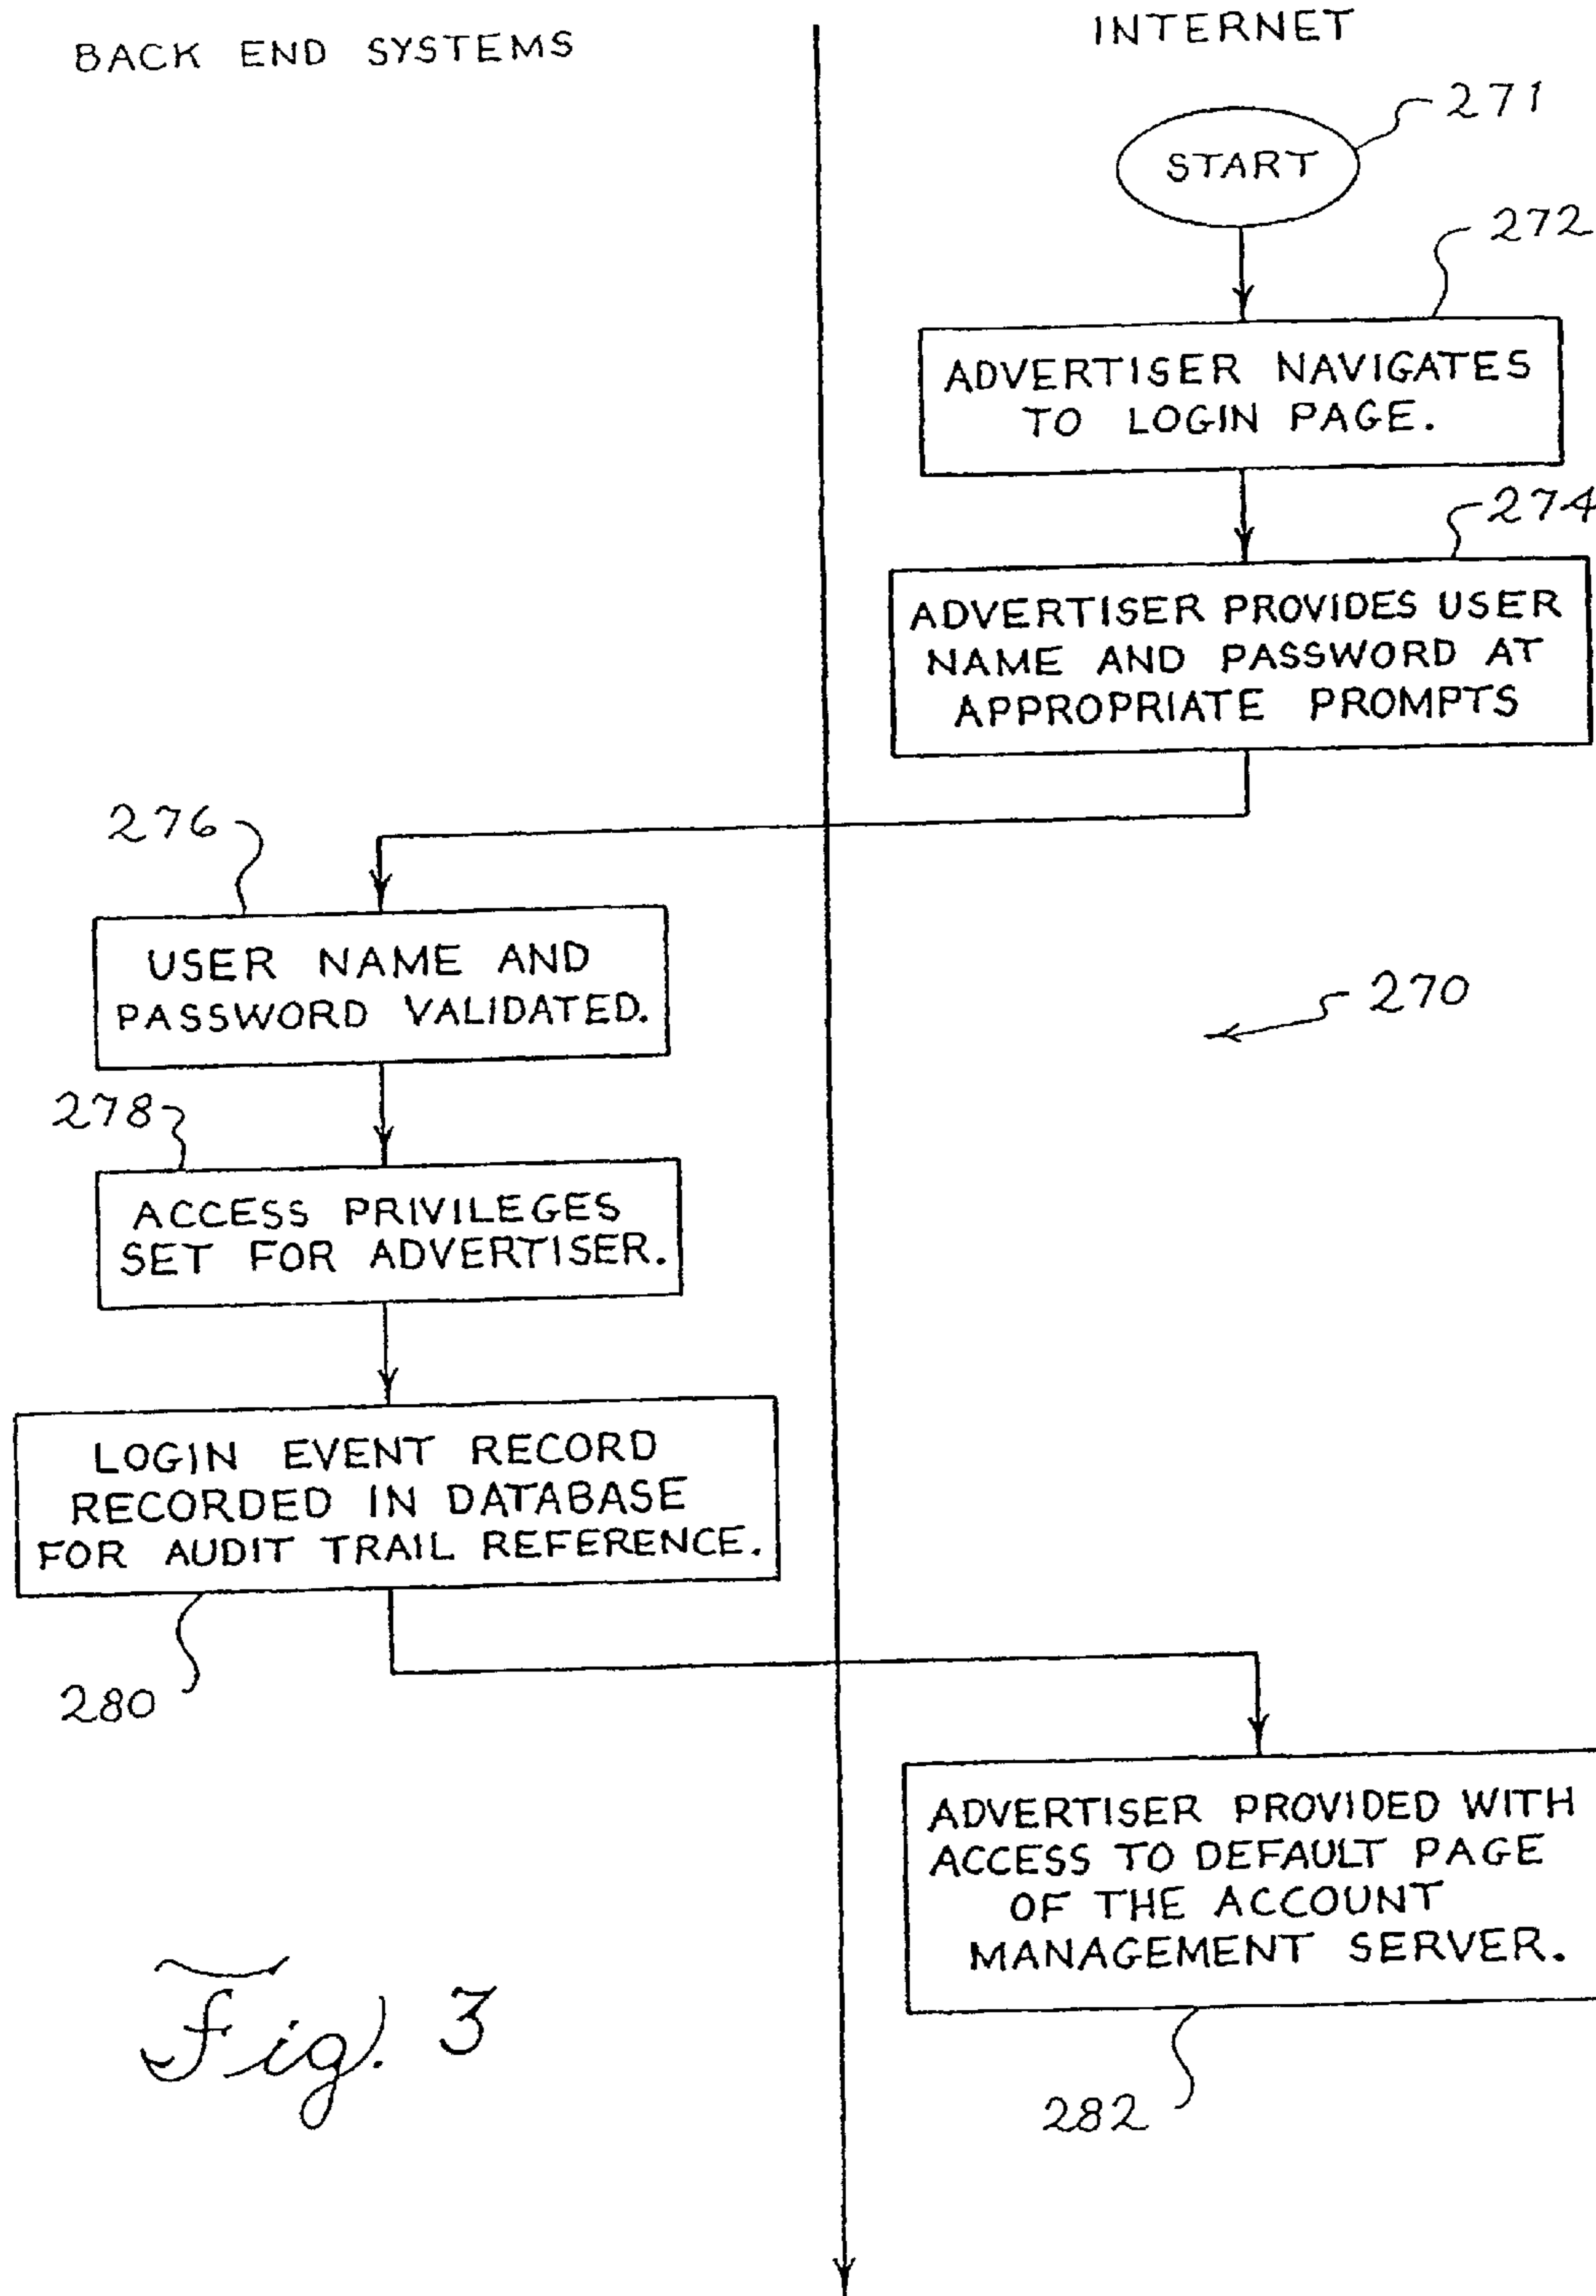 BACK END SYSTEMS
INTERNET
START
271
272
ADVERTISER NAVIGATES
TO LOGIN PAGE.
274
ADVERTISER PROVIDES USER
NAME AND PASSWORD AT
APPROPRIATE PROMPTS
276
USER NAME AND
PASSWORD VALIDATED.
270
278
ACCESS PRIVILEGES
SET FOR ADVERTISER.
LOGIN EVENT RECORD
RECORDED IN DATABASE
FOR AUDIT TRAIL REFERENCE.
280
ADVERTISER PROVIDED WITH
ACCESS TO DEFAULT PAGE
OF THE ACCOUNT
MANAGEMENT SERVER.
282
Fig. 3